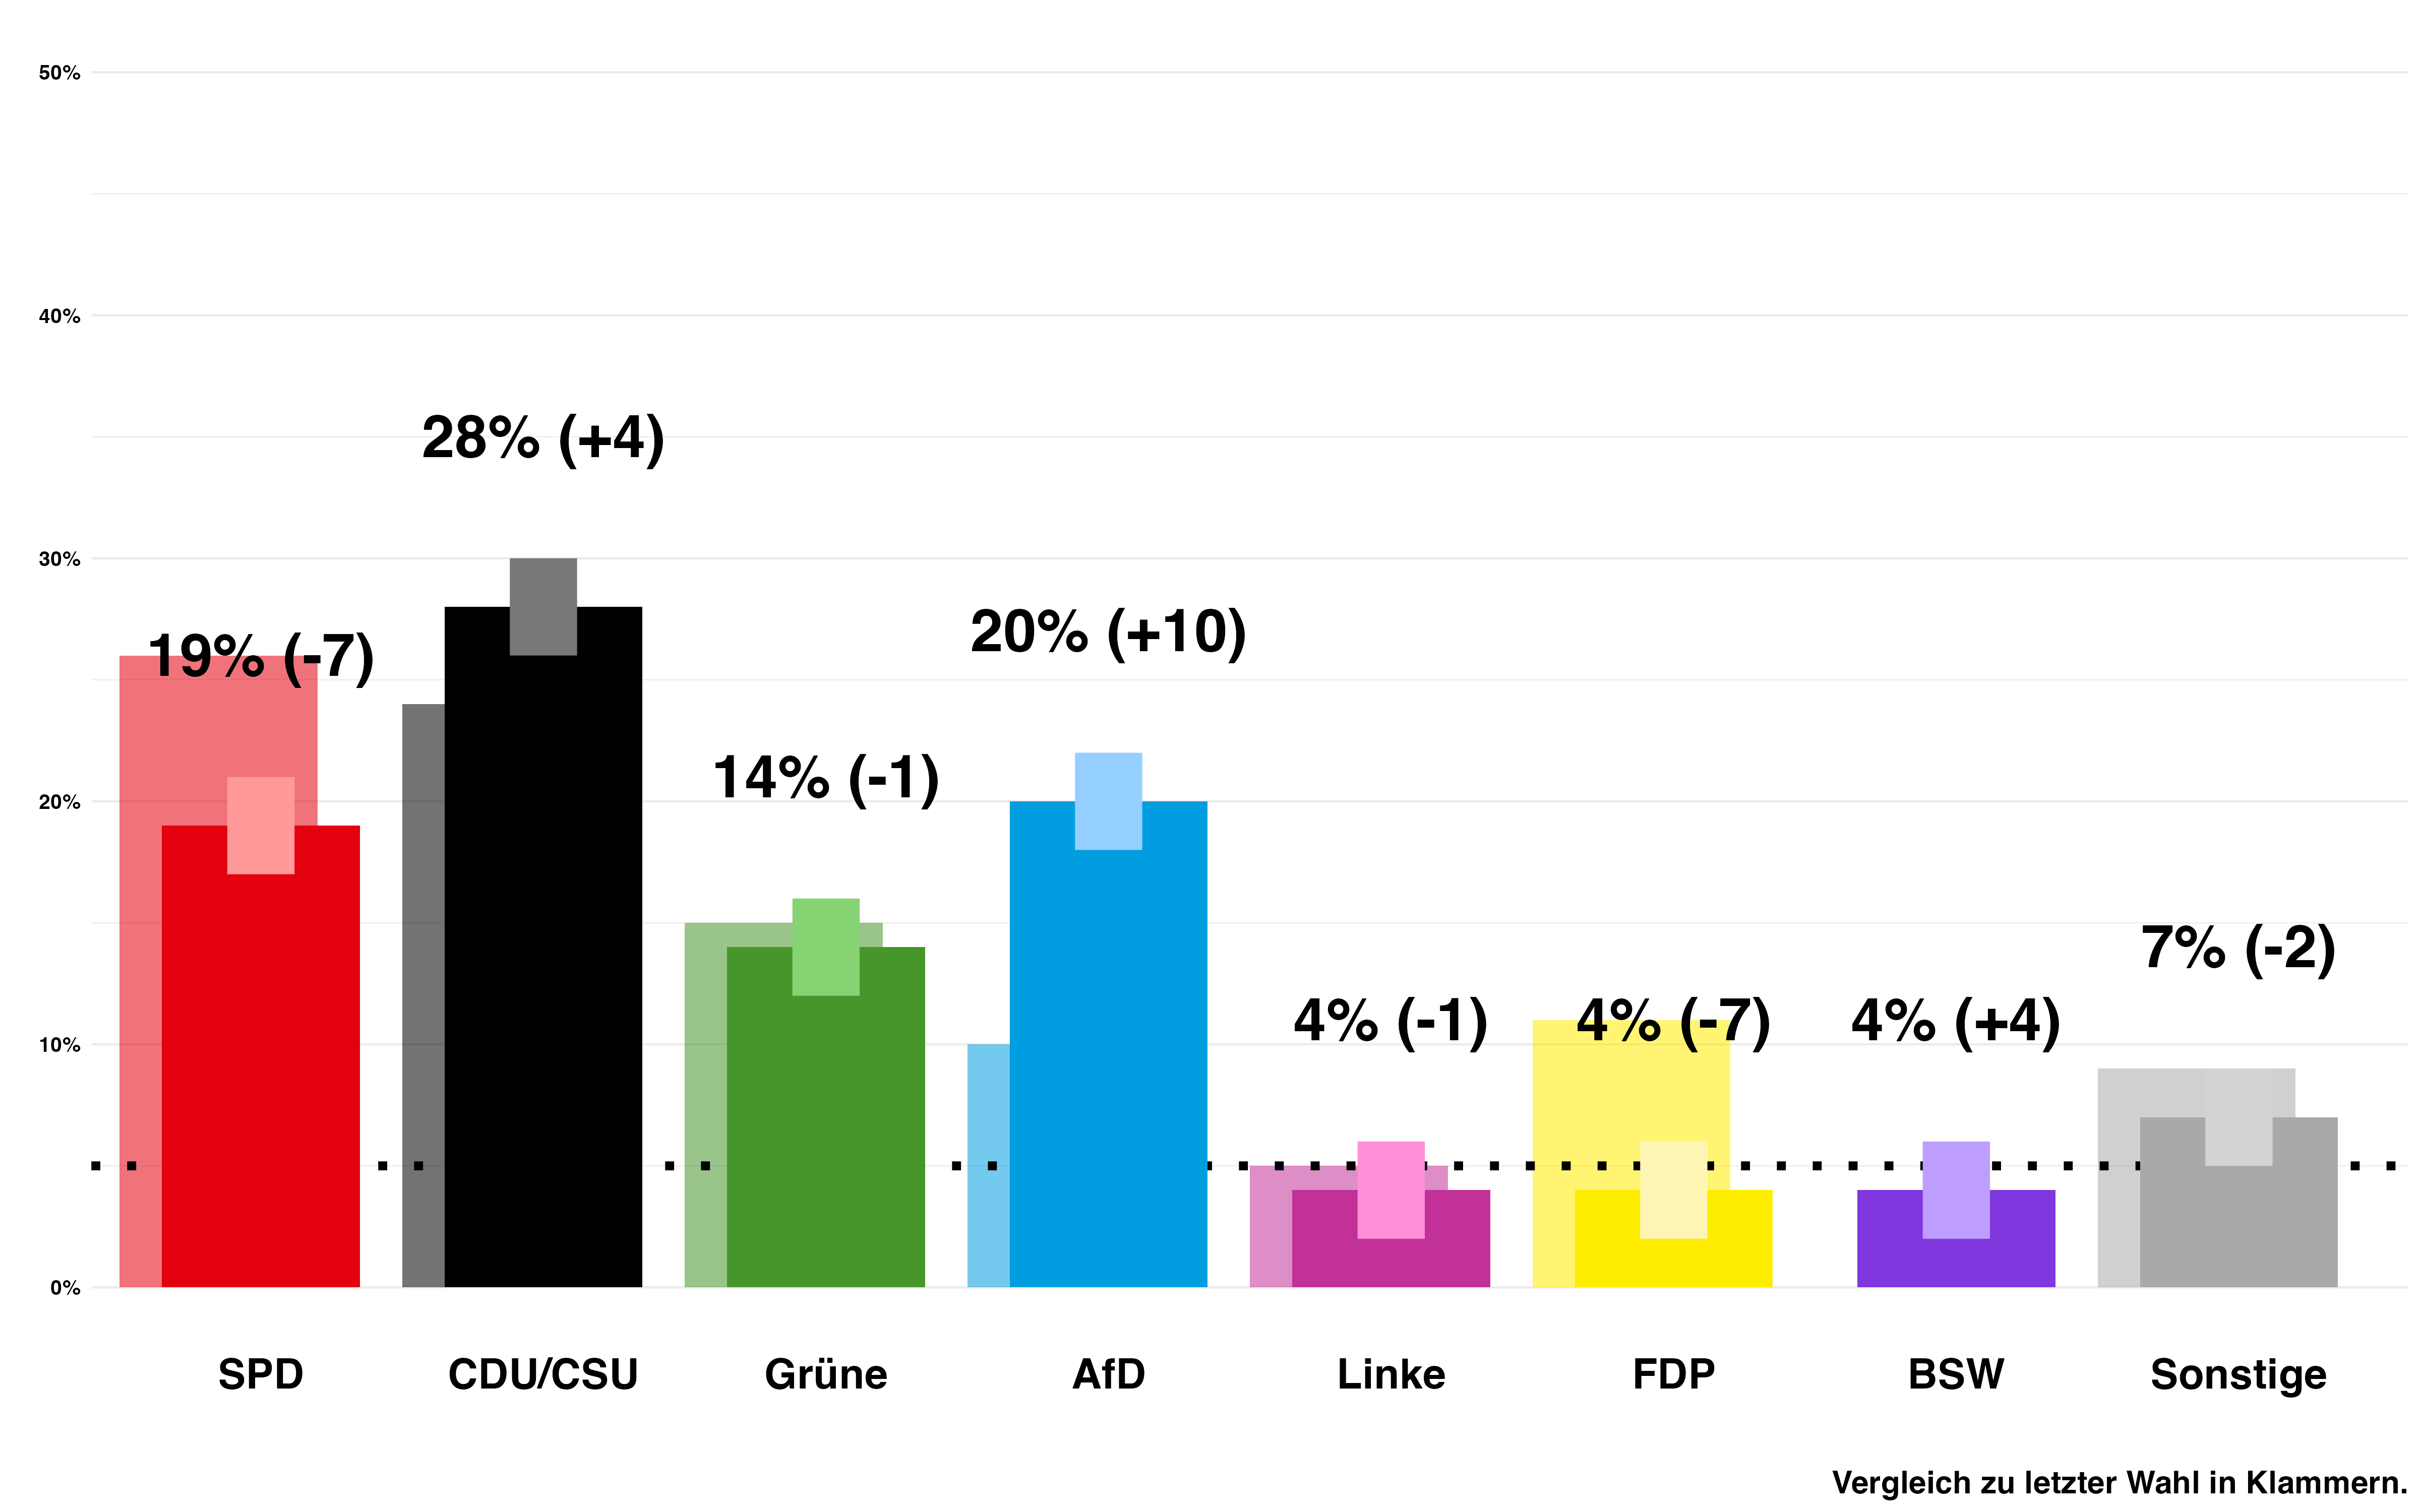 50%
40%
30%
20%
10%
0%
19% (-7)
28% (+4)
14% (-1)
20% (+10)
4% (-1)
4% (-7)
4% (+4)
7% (-2)
SPD
CDU/CSU
Grüne
AfD
Linke
FDP
BSW
Sonstige
Vergleich zu letzter Wahl in Klammern.